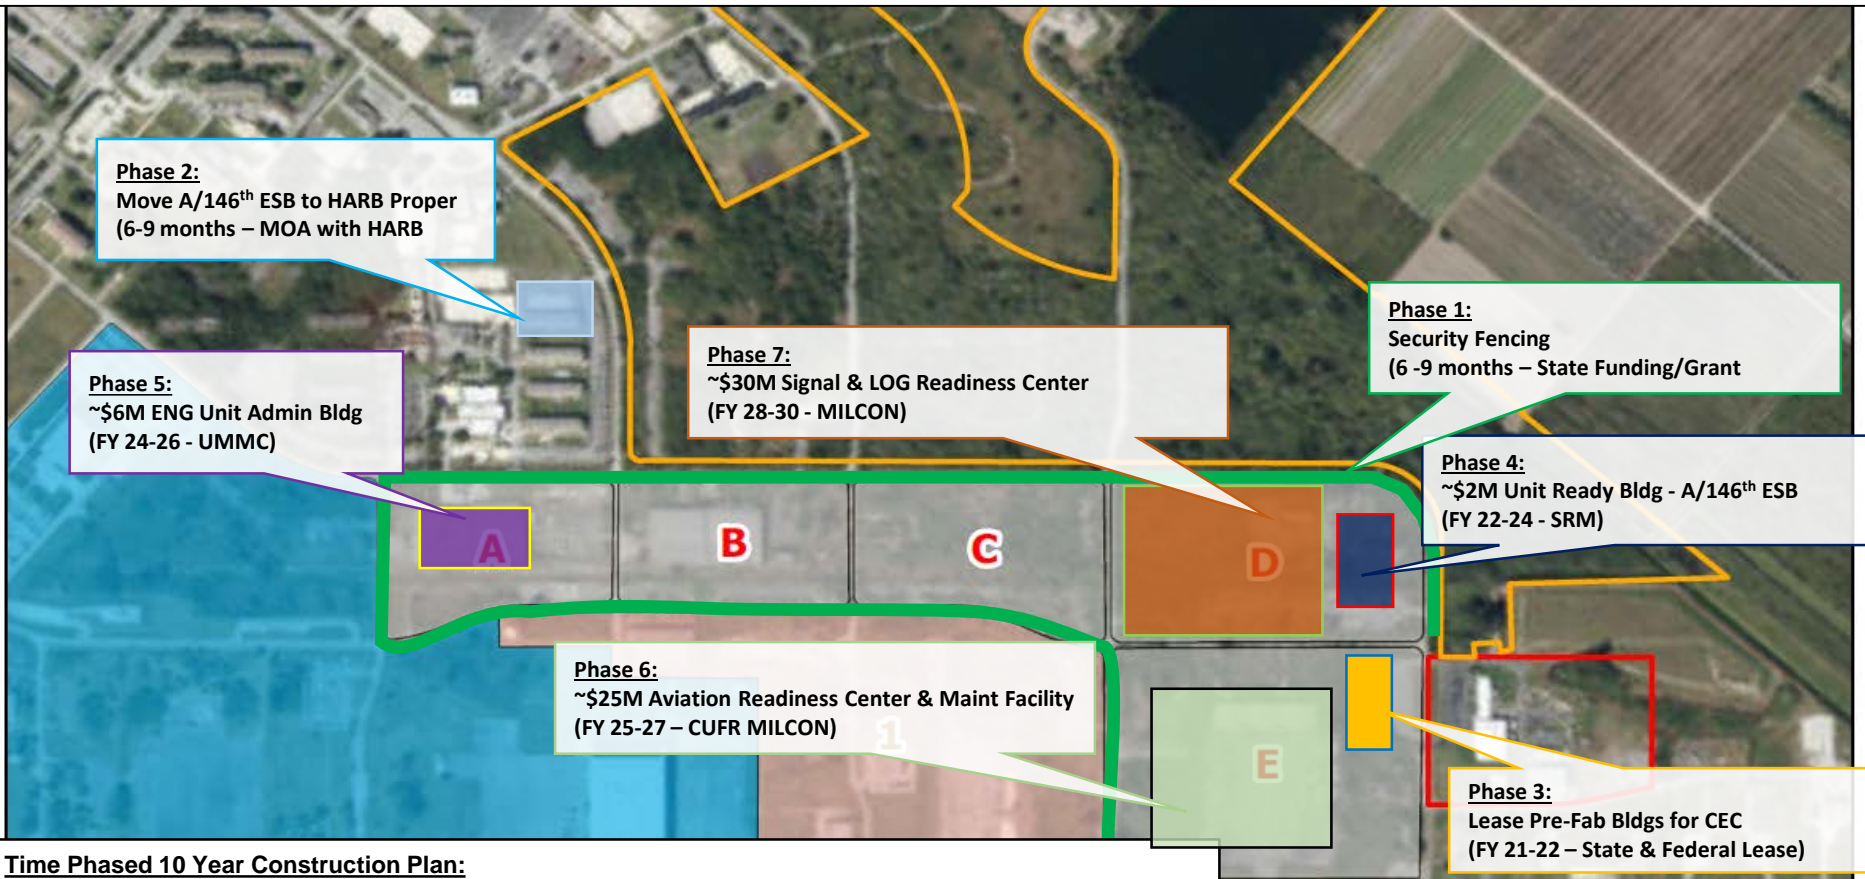 Phase 2:
Move A/146th ESB to HARB Proper
(6-9 months – MOA with HARB
Phase 5:
~$6M ENG Unit Admin Bldg
(FY 24-26 - UMMC)
Phase 7:
~$30M Signal & LOG Readiness Center
(FY 28-30 - MILCON)
Phase 1:
Security Fencing
(6 -9 months – State Funding/Grant
Phase 4:
~$2M Unit Ready Bldg - A/146th ESB
(FY 22-24 - SRM)
A
B
C
D
Phase 6:
~$25M Aviation Readiness Center & Maint Facility
(FY 25-27 – CUFR MILCON)
1
E
Phase 3:
Lease Pre-Fab Bldgs for CEC
(FY 21-22 – State & Federal Lease)
Time Phased 10 Year Construction Plan: